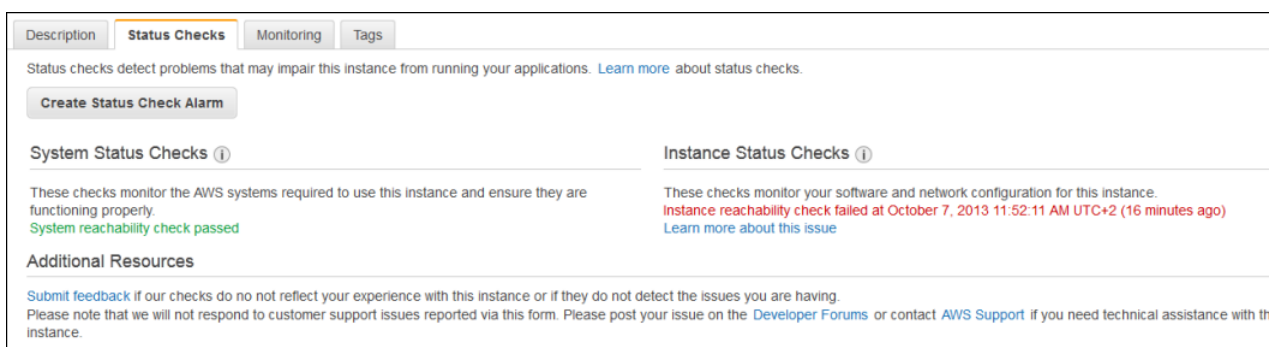 Description Status Checks Monitoring Tags
Status checks detect problems that may impair this instance from running your applications. Learn more about status checks.
Create Status Check Alarm
System Status Checks i
These checks monitor the AWS systems required to use this instance and ensure they are
functioning properly.
System reachability check passed
Instance Status Checks i
These checks monitor your software and network configuration for this instance.
Instance reachability check failed at October 7, 2013 11:52:11 AM UTC+2 (16 minutes ago)
Learn more about this issue
Additional Resources
Submit feedback if our checks do no not reflect your experience with this instance or if they do not detect the issues you are having.
Please note that we will not respond to customer support issues reported via this form. Please post your issue on the Developer Forums or contact AWS Support if you need technical assistance with
instance.